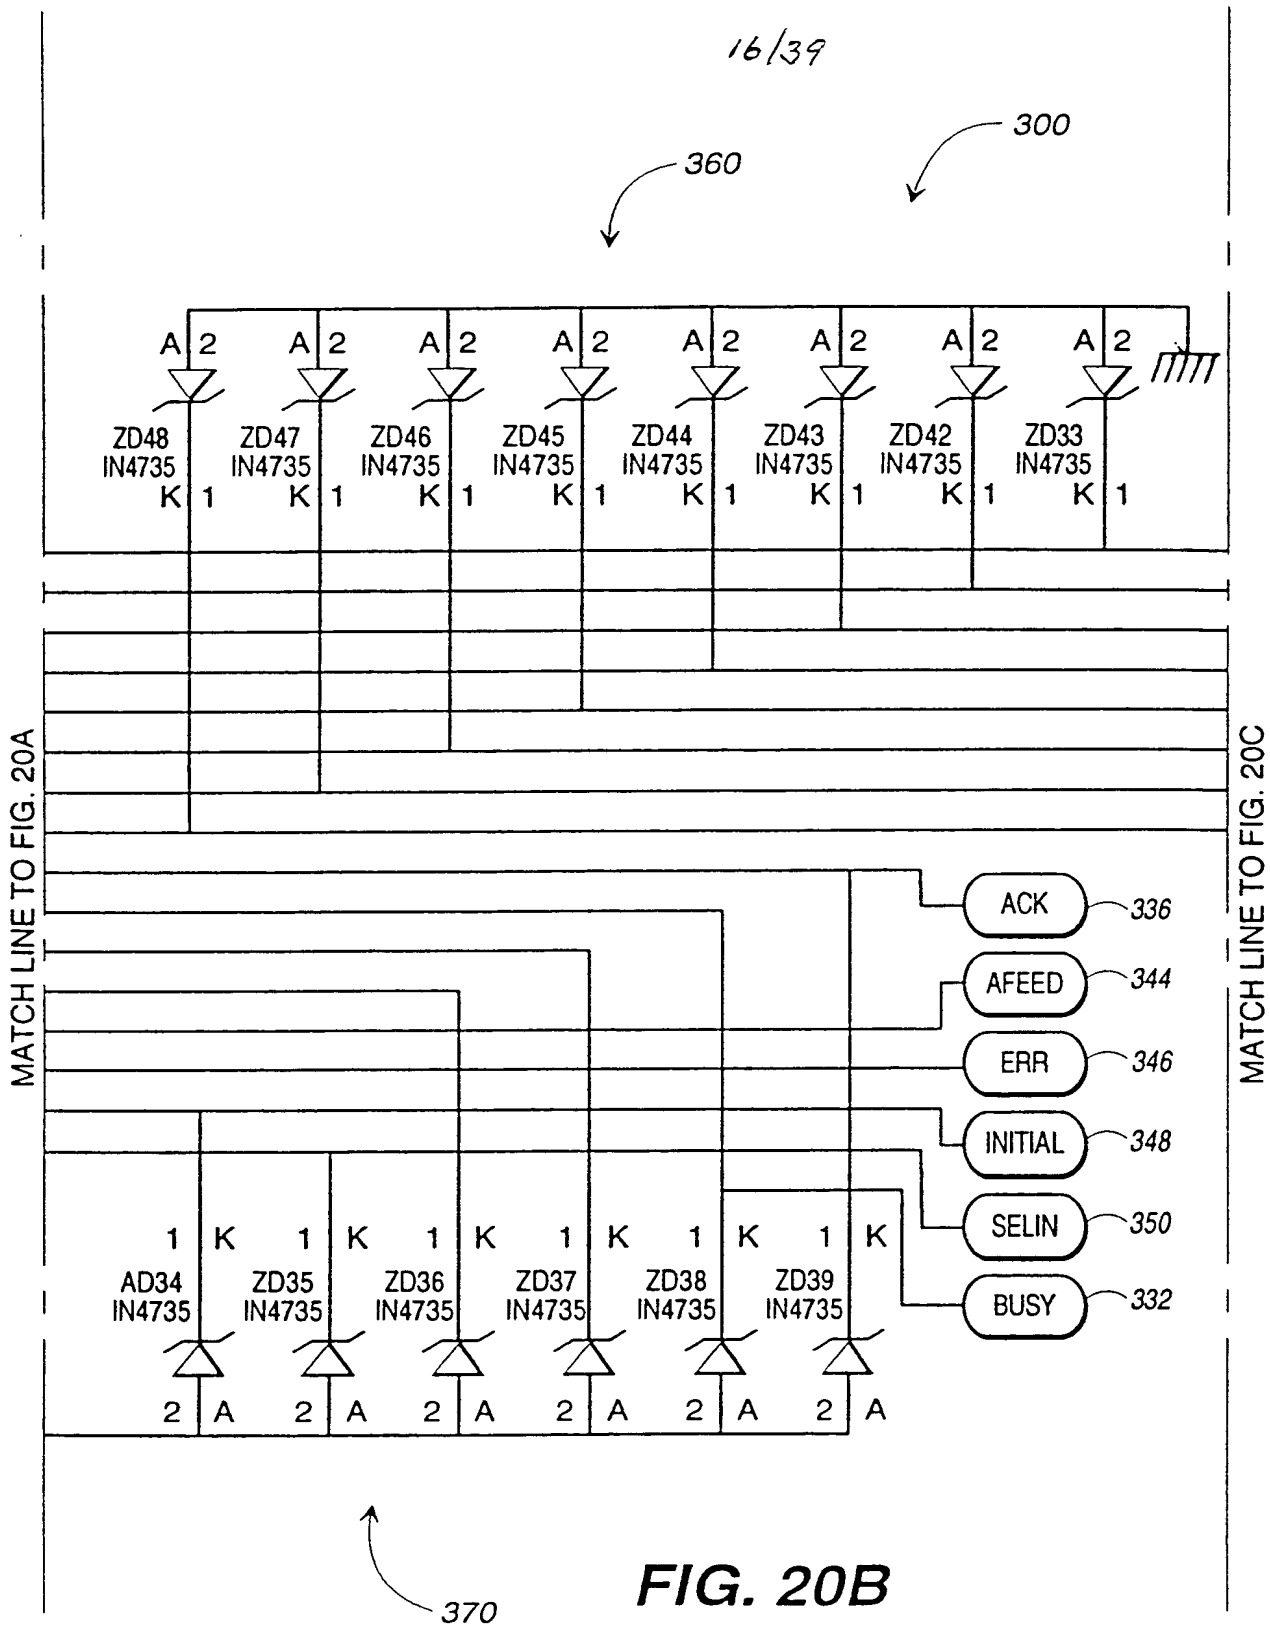 16/39
300
360
A 2 A 2 A 2 A 2 A 2 A 2 A 2 A 2
ZD48 ZD47 ZD46 ZD45 ZD44 ZD43 ZD42 ZD33
IN4735 IN4735 IN4735 IN4735 IN4735 IN4735 IN4735 IN4735
K 1 K 1 K 1 K 1 K 1 K 1 K 1 K 1
MATCH LINE TO FIG. 20A
MATCH LINE TO FIG. 20C
ACK 336
AFEED 344
ERR 346
INITIAL 348
SELIN 350
BUSY 332
1 K 1 K 1 K 1 K 1 K 1 K
AD34 ZD35 ZD36 ZD37 ZD38 ZD39
IN4735 IN4735 IN4735 IN4735 IN4735 IN4735
2 A 2 A 2 A 2 A 2 A 2 A
370
FIG. 20B